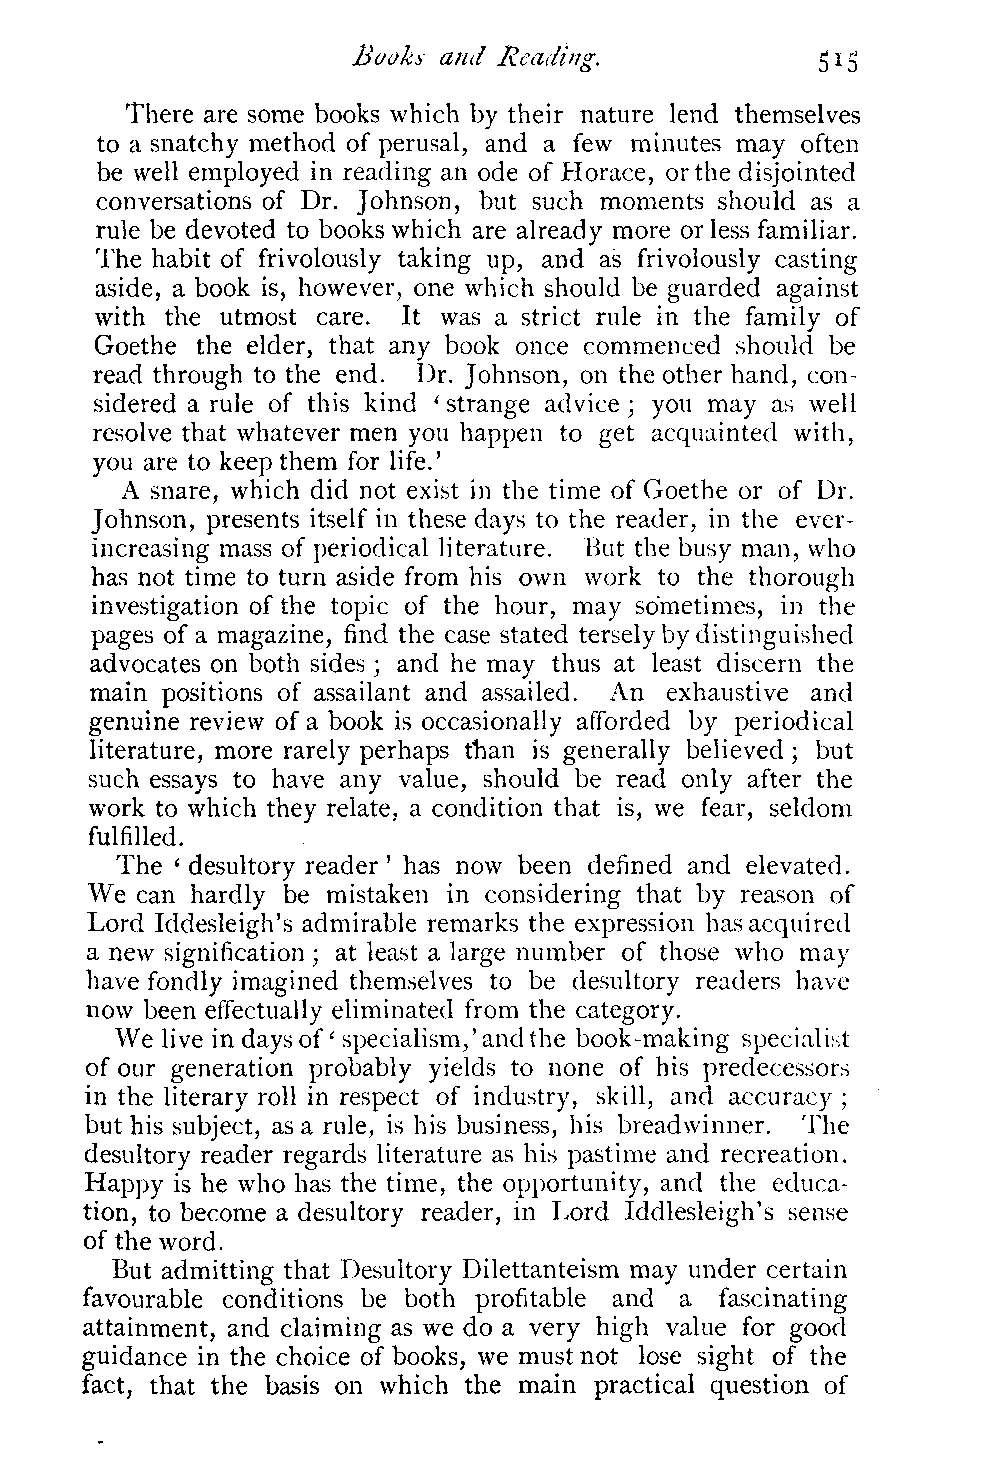 Books and Reading. 515
There are some books which by their nature lend themselves
to a snatchy method of perusal, and a few minutes may often
be well employed in reading an ode of Horace, or the disjointed
conversations of Dr. Johnson, but such moments should as a
rule be devoted to books which are already more or less familiar.
The habit of frivolously taking up, and as frivolously casting
aside, a book is, however, one which should be guarded against
with the utmost care. It was a strict rule in the family of
Goethe the elder, that any book once commenced should be
read through to the end. Dr. Johnson, on the other hand, con-
sidered a rule of this kind ‘ strange advice ; you may as well
resolve that whatever men you happen to get acquainted with,
you are to keep them for life.’
A snare, which did not exist in the time of Goethe or of Dr.
Johnson, presents itself in these days to the reader, in the ever-
increasing mass of periodical literature. But the busy man, who
has not time to turn aside from his own work to the thorough
investigation of the topic of the hour, may sometimes, in the
pages of a magazine, find the case stated tersely by distinguished
advocates on both sides ; and he may thus at least discern the
main positions of assailant and assailed. An exhaustive and
genuine review of a book is occasionally afforded by periodical
literature, more rarely perhaps than is generally believed ; but
such essays to have any value, should be read only after the
work to which they relate, a condition that is, we fear, seldom
fulfilled.
The ‘ desultory reader ’ has now been defined and elevated.
We can hardly be mistaken in considering that by reason of
Lord Iddesleigh’s admirable remarks the expression has acquired
a new signification ; at least a large number of those who may
have fondly imagined themselves to be desultory readers have
now been effectually eliminated from the category.
We live in days of ‘ specialism,’ and the book-making specialist
of our generation probably yields to none of his predecessors
in the literary roll in respect of industry, skill, and accuracy ;
but his subject, as a rule, is his business, his breadwinner. The
desultory reader regards literature as his pastime and recreation.
Happy is he who has the time, the opportunity, and the educa-
tion, to become a desultory reader, in Lord Iddlesleigh’s sense
of the word.
But admitting that Desultory Dilettanteism may under certain
favourable conditions be both profitable and a fascinating
attainment, and claiming as we do a very high value for good
guidance in the choice of books, we must not lose sight of the
fact, that the basis on which the main practical question of